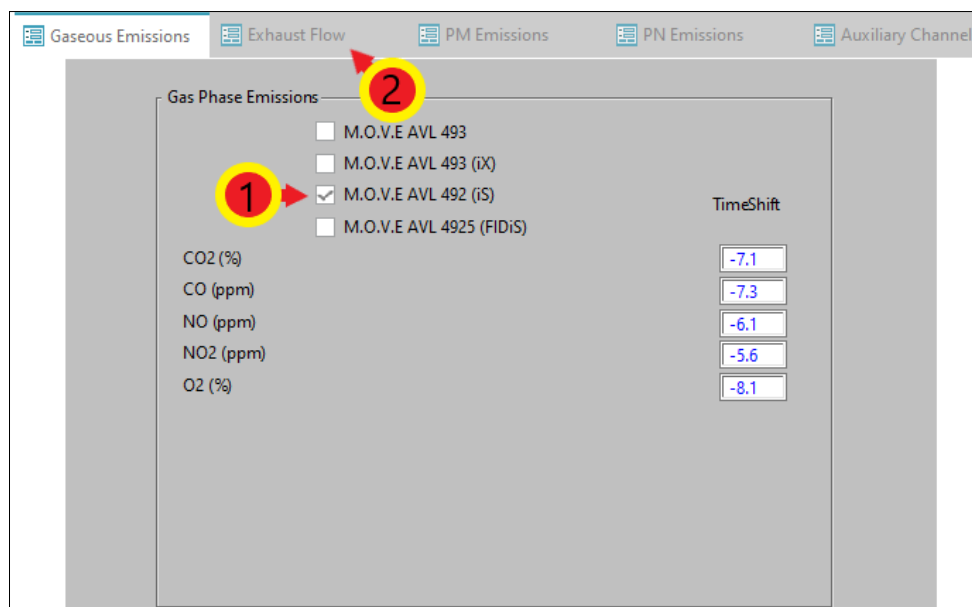 Gaseous Emissions Exhaust Flow PM Emissions PN Emissions Auxiliary Channel
2
Gas Phase Emissions
M.O.V.E AVL 493
M.O.V.E AVL 493 (iX)
1 M.O.V.E AVL 492 (iS)
TimeShift
M.O.V.E AVL 4925 (FIDiS)
CO2 (%) -7.1
CO (ppm) -7.3
NO (ppm) -6.1
NO2 (ppm) -5.6
O2 (%) -8.1